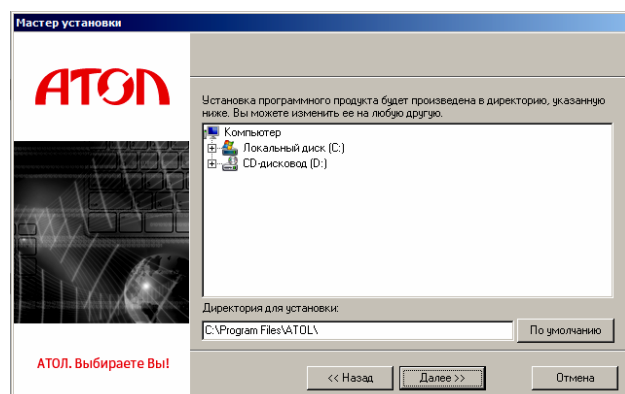 Мастер установки
АТОЛ
Установка программного продукта будет произведена в директорию, указанную
ниже. Вы можете изменить ее на любую другую.
Компьютер
Локальный диск (C:)
CD-дисковод (D:)
Директория для установки:
C:\Program Files\ATOL\
По умолчанию
АТОЛ. Выбираете Вы!
<< Назад
Далее >>
Отмена